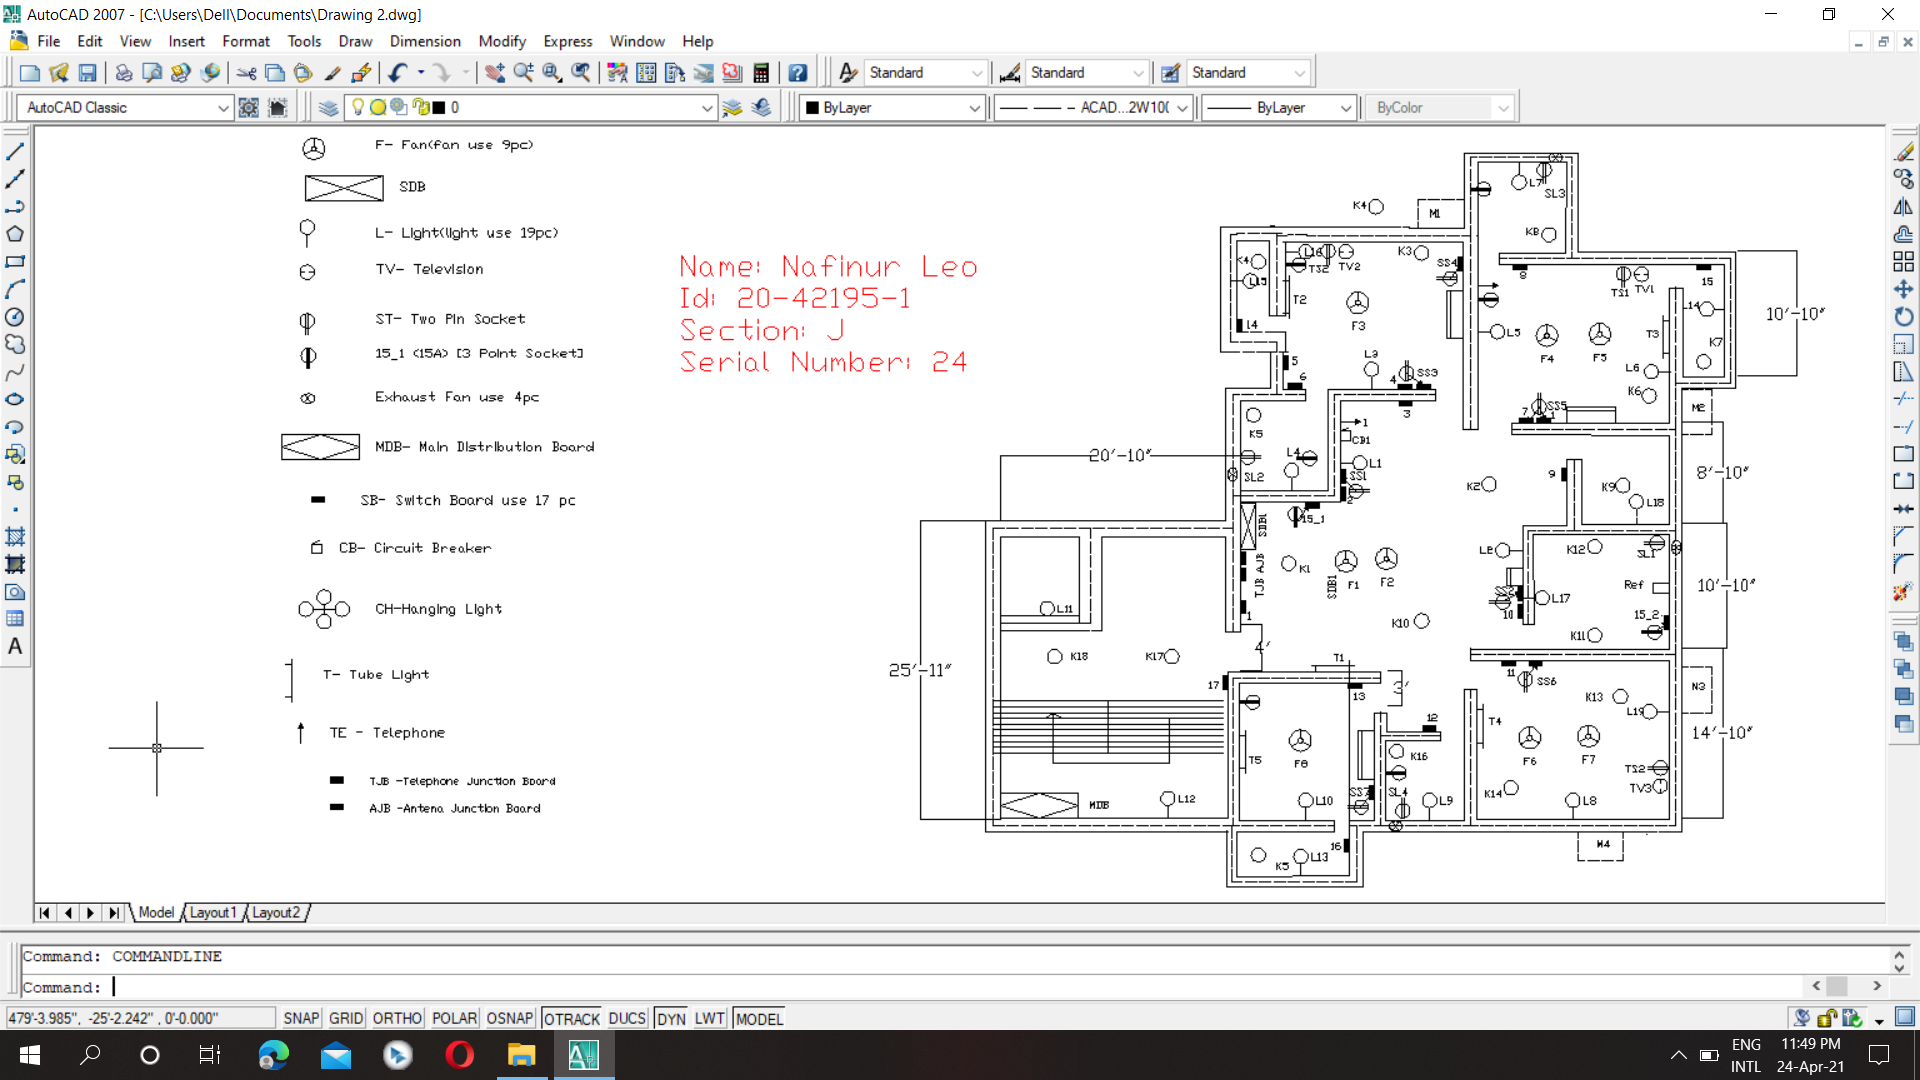 AutoCAD 2007 - [C:\Users\Dell\Documents\Drawing 2.dwg]
File Edit View Insert Format Tools Draw Dimension Modify Express Window Help
Standard Standard Standard
AutoCAD Classic 0 ByLayer ACAD...2W100 ByLayer ByColor
F- Fan(fan use 9pc)
SDB
L- Light(light use 19pc)
TV- Television
ST- Two Pin Socket
15_1 (15A) [3 Point Socket]
Exhaust Fan use 4pc
MDB- Main Distribution Board
SB- Switch Board use 17 pc
CB- Circuit Breaker
CH-Hanging Light
T- Tube Light
TE - Telephone
TJB -Telephone Junction Board
AJB -Antena Junction Board
Name: Nafinur Leo
Id: 20-42195-1
Section: J
Serial Number: 24
L7
SL3
K4 M1
K8
K4 L16 TS2 TV2 K3 SS4
8 TS1 TV1 15
L15 T2 14
14 F3 L5 F4 F5 T3 10'-10"
K7
5 L3 L6
6 4 SS3 K6
3 7 SS5 1 M2
K5 1
CB1
20'-10" L4 L1
SL2 SS1 K2 9 K9 8'-10"
2 L18
15_1
SDB1
K12 SL1
TJB AJB K1 SDB1 F1 F2 Ref 10'-10"
L17
L11 1 K10 10 15_2
K11
4'
K18 K17 T1
25'-11" 11 SS6
17 13 3' K13 N3
L19
12 T4
14'-10"
T5 F8 K16 F6 F7
TS2
SS7 SL4 K14 TV3
MDB L12 L10 L9 L8
16
K5 L13
Model Layout1 Layout2
Command: COMMANDLINE
Command:
479'-3.985", -25'-2.242" , 0'-0.000" SNAP GRID ORTHO POLAR OSNAP OTRACK DUCS DYN LWT MODEL
ENG 11:49 PM
INTL 24-Apr-21